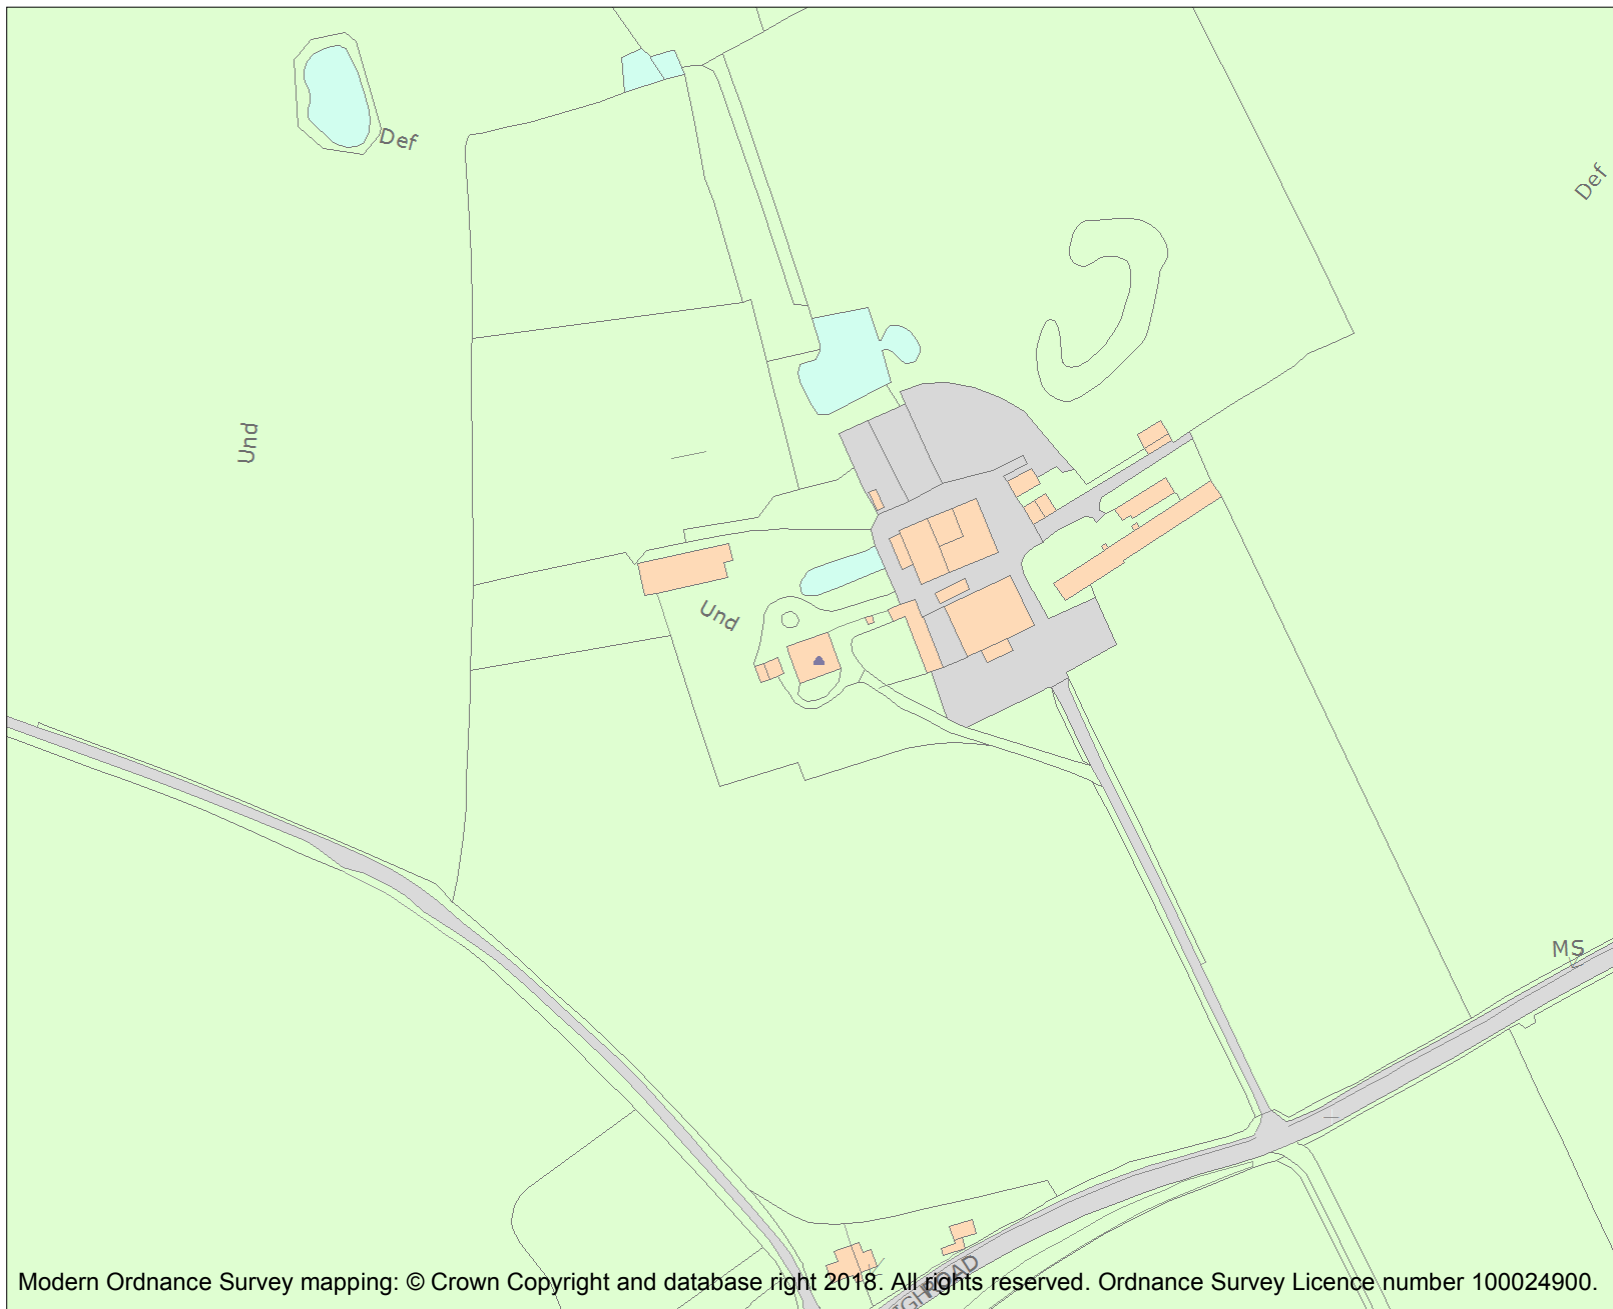 Def
Def
Und
Und
MS
Modern Ordnance Survey mapping: © Crown Copyright and database right 2018. All rights reserved. Ordnance Survey Licence number 100024900.